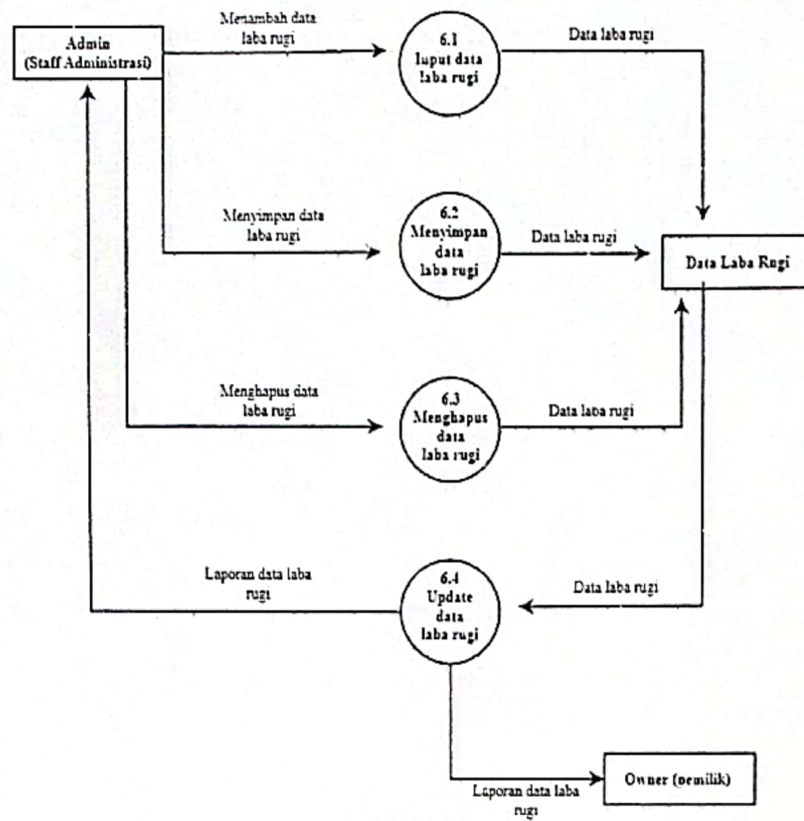 Menambah data
laba rugi
Admin
(Staff Administrasi)
6.1
Input data
laba rugi
Data laba rugi
Menyimpan data
laba rugi
6.2
Menyimpan
data
laba rugi
Data laba rugi
Data Laba Rugi
Menghapus data
laba rugi
6.3
Menghapus
data
laba rugi
Data laba rugi
Laporan data laba
rugi
6.4
Update
data
laba rugi
Data laba rugi
Laporan data laba
rugi
Owner (pemilik)